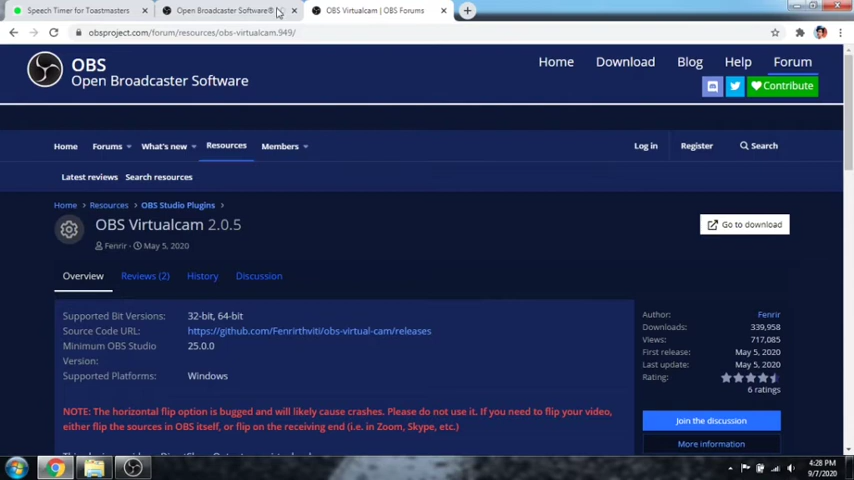 Speech Timer for Toastmasters
Open Broadcaster Software®
OBS Virtualcam | OBS Forums
obsproject.com/forum/resources/obs-virtualcam.949/
OBS
Open Broadcaster Software
Home Download Blog Help Forum
Contribute
Home Forums What's new Resources Members Log in Register Search
Latest reviews Search resources
Home Resources OBS Studio Plugins
OBS Virtualcam 2.0.5
Go to download
Fenrir May 5, 2020
Overview Reviews (2) History Discussion
Supported Bit Versions: 32-bit, 64-bit
Source Code URL: https://github.com/Fenrirthviti/obs-virtual-cam/releases
Minimum OBS Studio 25.0.0
Version:
Supported Platforms: Windows
NOTE: The horizontal flip option is bugged and will likely cause crashes. Please do not use it. If you need to flip your video,
either flip the sources in OBS itself, or flip on the receiving end (i.e. in Zoom, Skype, etc.)
Author: Fenrir
Downloads: 339,958
Views: 717,085
First release: May 5, 2020
Last update: May 5, 2020
Rating:
6 ratings
Join the discussion
More information
4:28 PM
9/7/2020